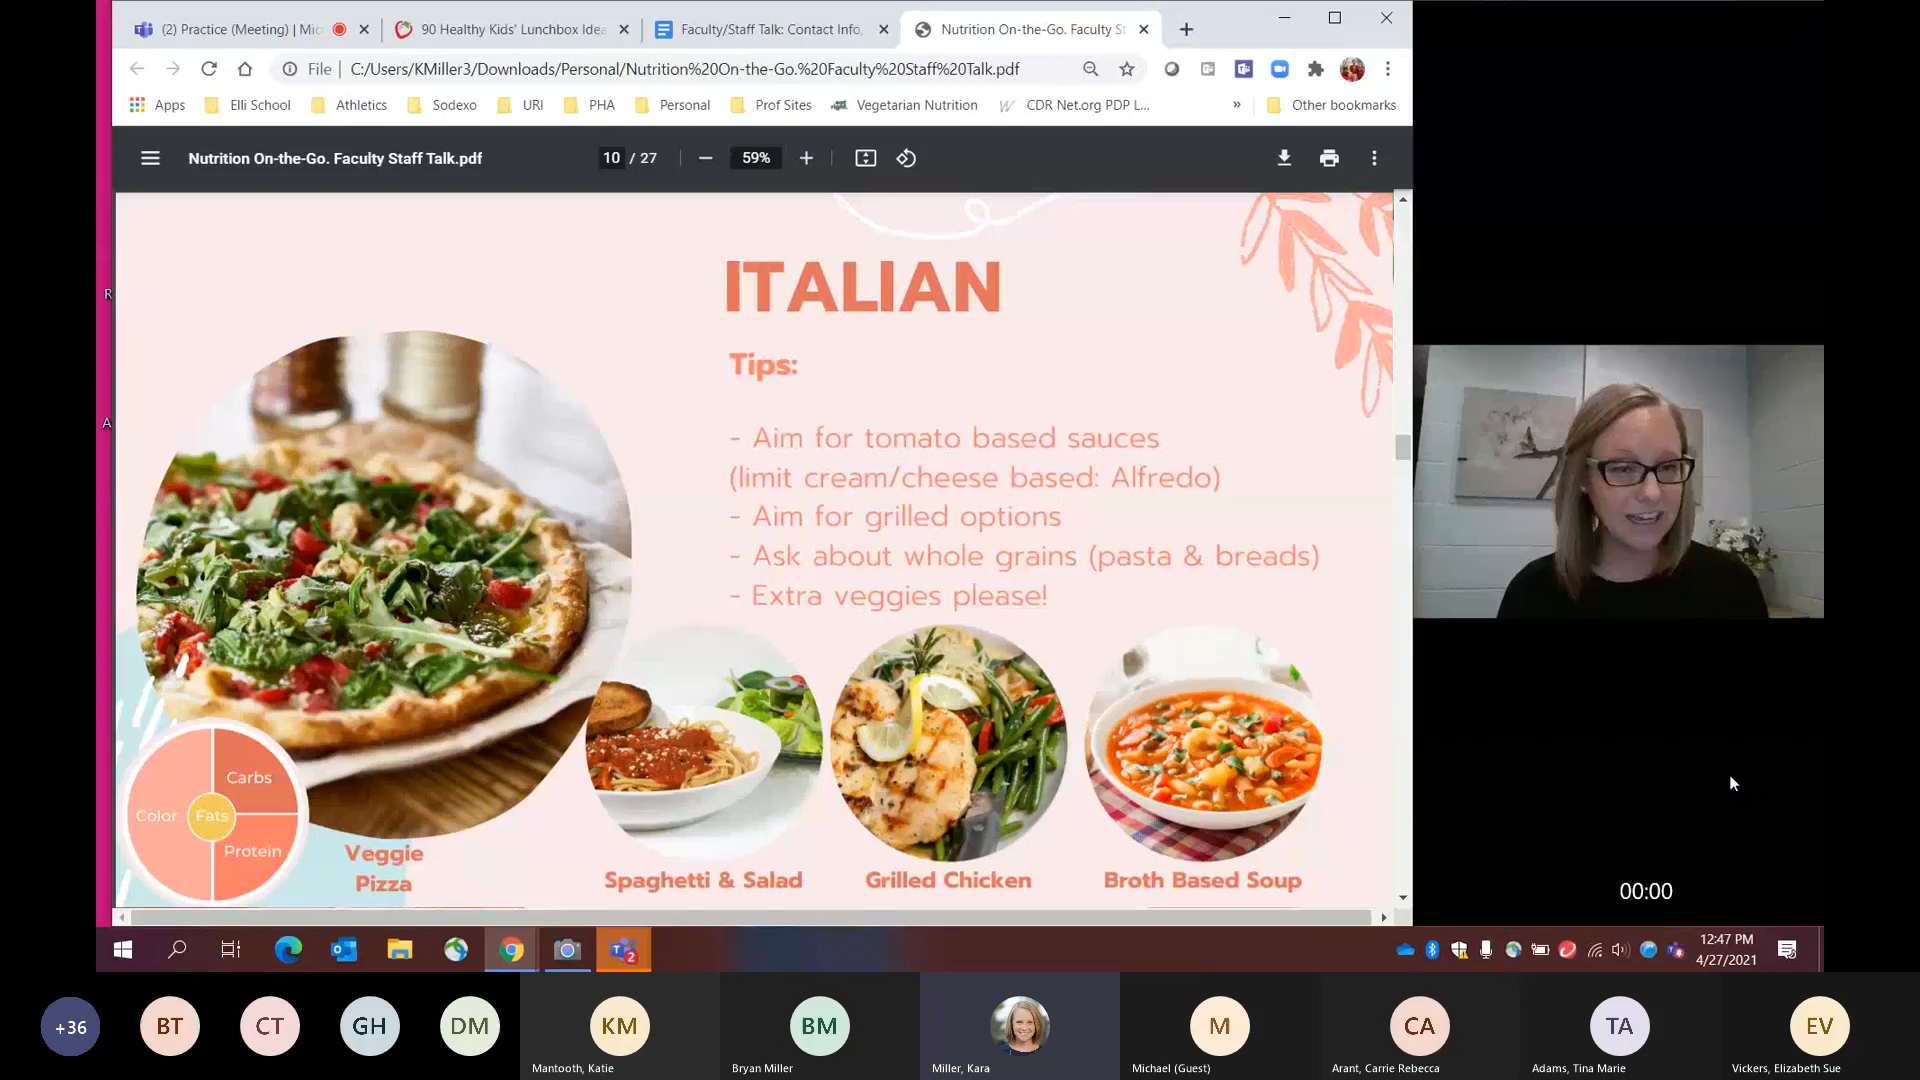 (2) Practice (Meeting) | Mic
90 Healthy Kids' Lunchbox Idea
Faculty/Staff Talk: Contact Info,
Nutrition On-the-Go. Faculty St
File
C:/Users/KMiller3/Downloads/Personal/Nutrition%20On-the-Go.%20Faculty%20Staff%20Talk.pdf
Apps
Elli School
Athletics
Sodexo
URI
PHA
Personal
Prof Sites
Vegetarian Nutrition
CDR Net.org PDP L...
»
Other bookmarks
Nutrition On-the-Go. Faculty Staff Talk.pdf
10 / 27
59%
R
A
ITALIAN
Tips:
- Aim for tomato based sauces
(limit cream/cheese based: Alfredo)
- Aim for grilled options
- Ask about whole grains (pasta & breads)
- Extra veggies please!
Carbs
Color
Fats
Protein
Veggie
Pizza
Spaghetti & Salad
Grilled Chicken
Broth Based Soup
00:00
2
12:47 PM
4/27/2021
+36
BT
CT
GH
DM
KM
Mantooth, Katie
BM
Bryan Miller
Miller, Kara
M
Michael (Guest)
CA
Arant, Carrie Rebecca
TA
Adams, Tina Marie
EV
Vickers, Elizabeth Sue